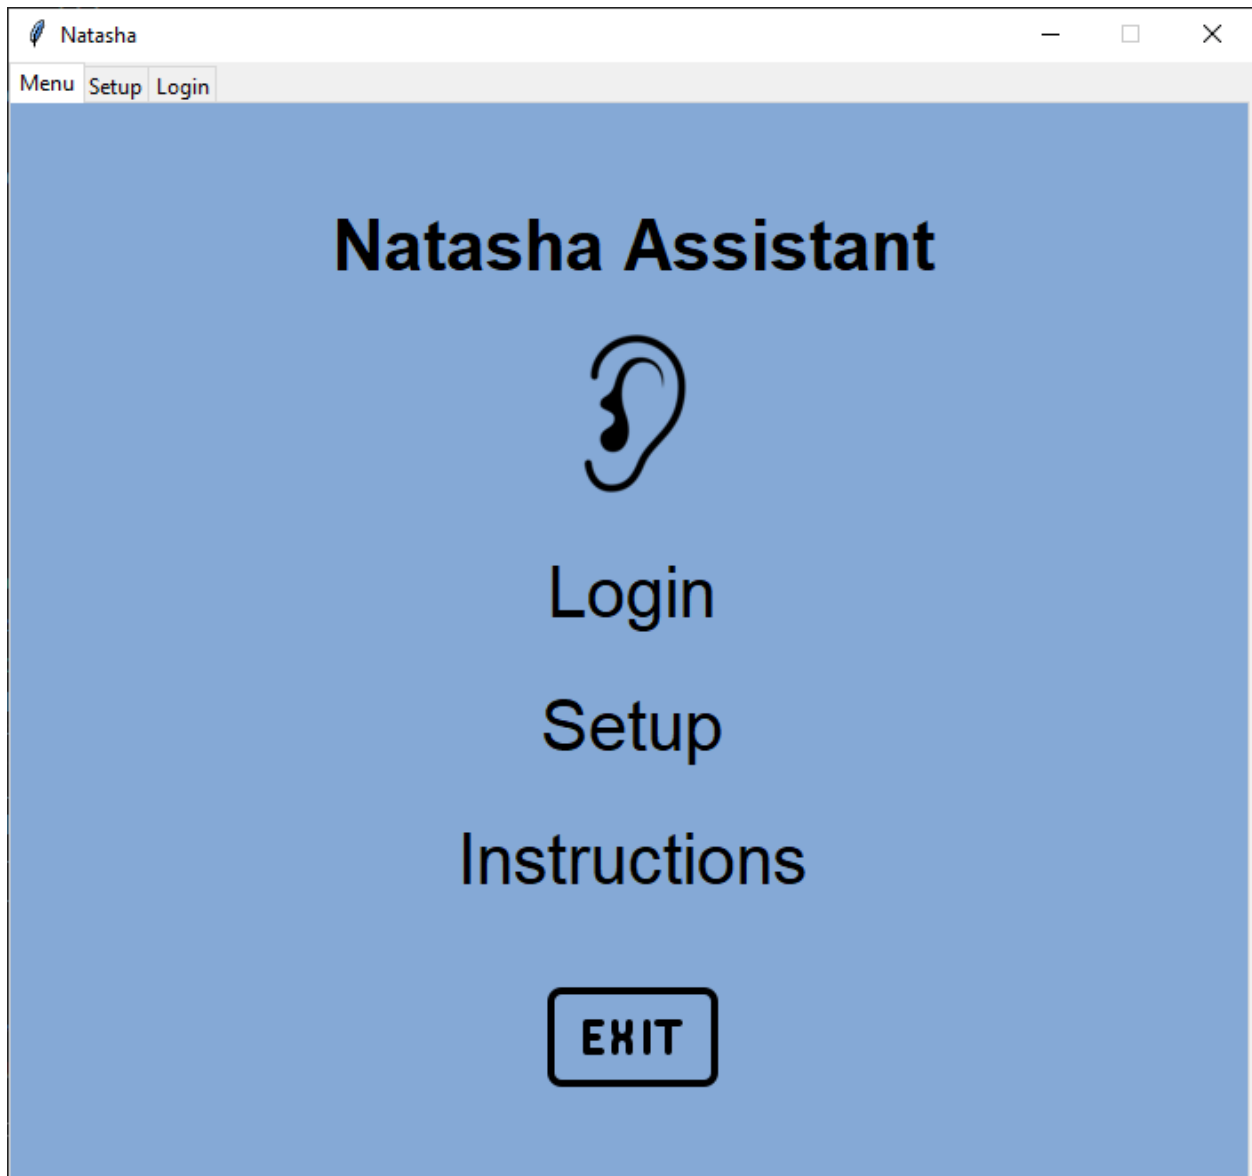 Natasha
Menu Setup Login
Natasha Assistant
Login
Setup
Instructions
EXIT